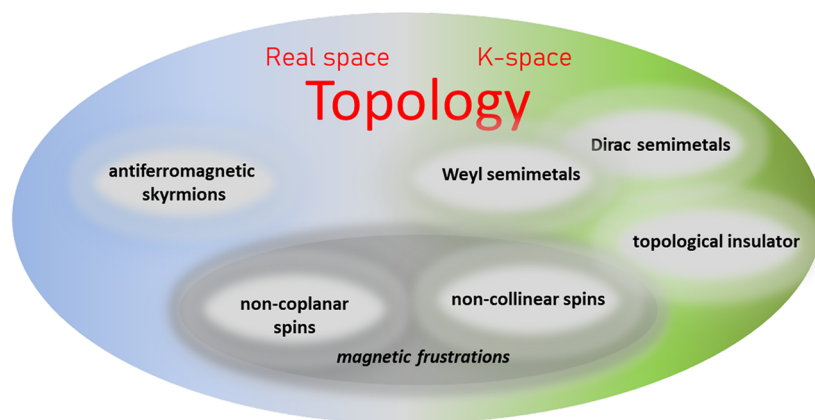 Real space
K-space
Topology
Dirac semimetals
antiferromagnetic
skyrmions
Weyl semimetals
topological insulator
non-coplanar
spins
non-collinear spins
magnetic frustrations